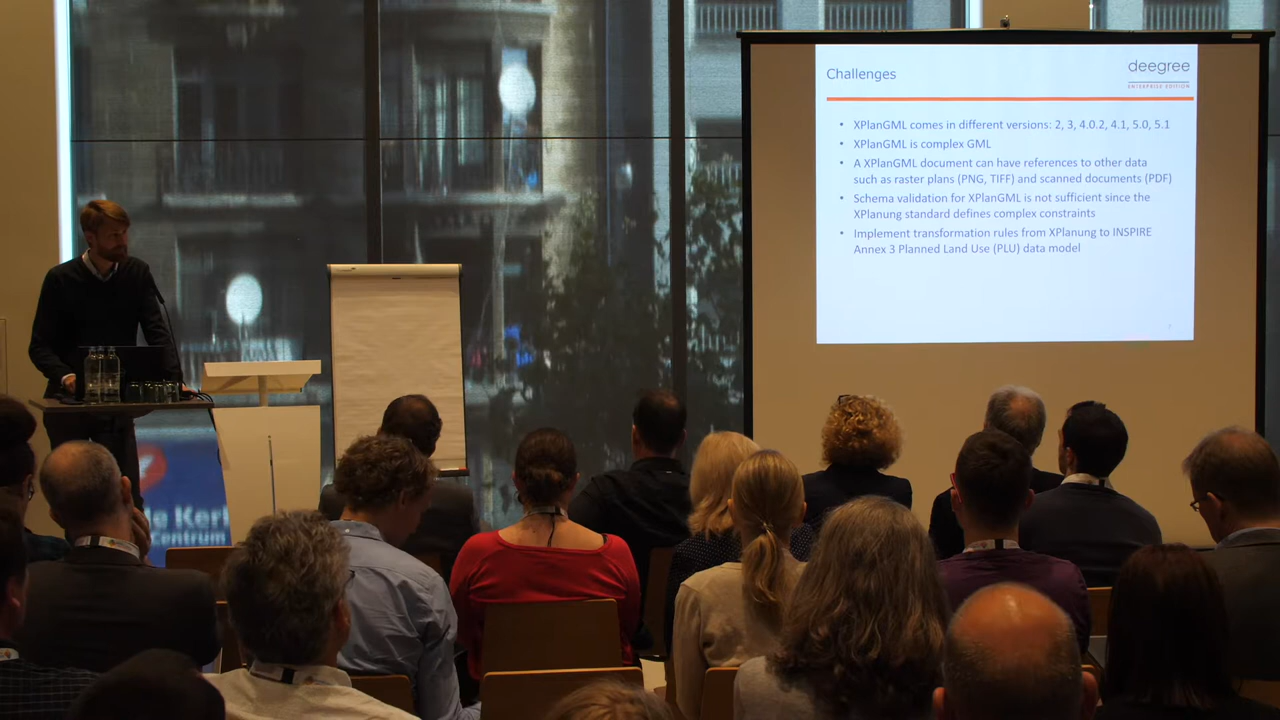 Challenges
deegree
ENTERPRISE EDITION
• XPlanGML comes in different versions: 2, 3, 4.0.2, 4.1, 5.0, 5.1
• XPlanGML is complex GML
• A XPlanGML document can have references to other data
such as raster plans (PNG, TIFF) and scanned documents (PDF)
• Schema validation for XPlanGML is not sufficient since the
XPlanung standard defines complex constraints
• Implement transformation rules from XPlanung to INSPIRE
Annex 3 Planned Land Use (PLU) data model
de Kerk
Centrum